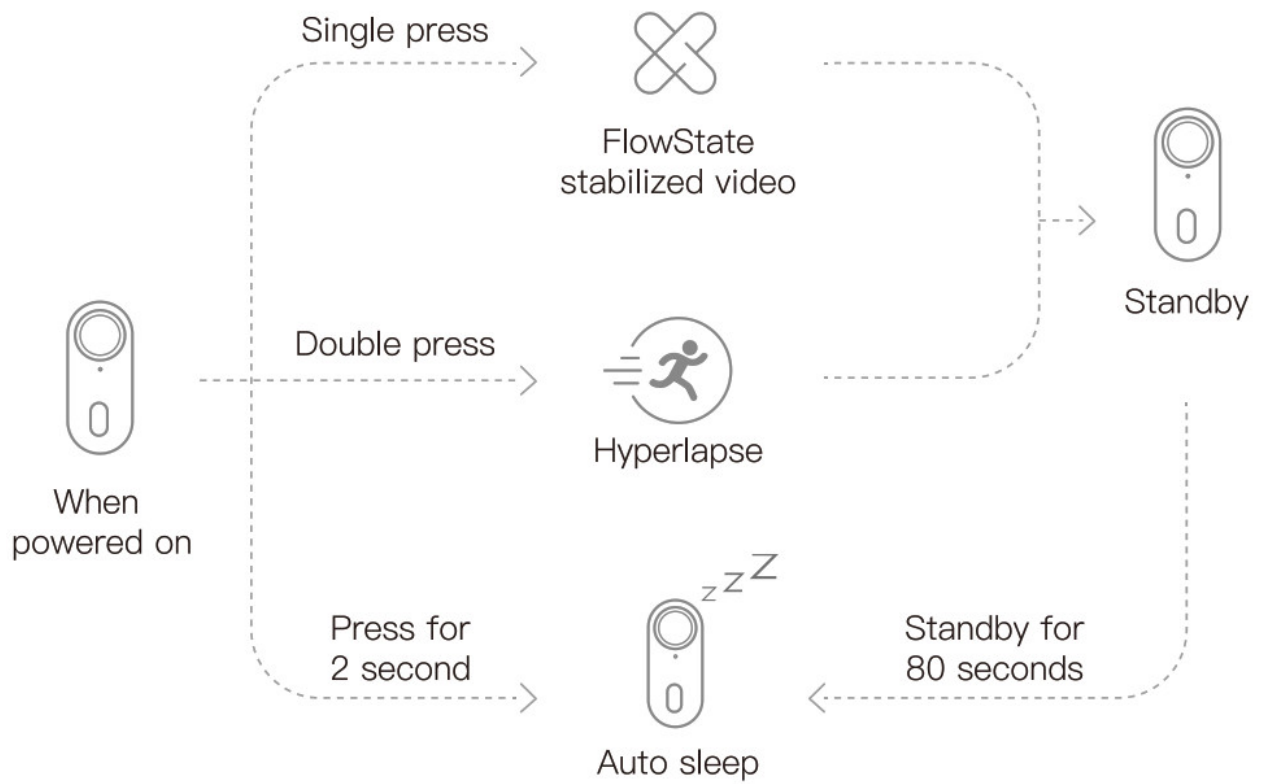 Single press
FlowState
stabilized video
Standby
Double press
Hyperlapse
When
powered on
Press for
2 second
Standby for
80 seconds
z z Z
Auto sleep